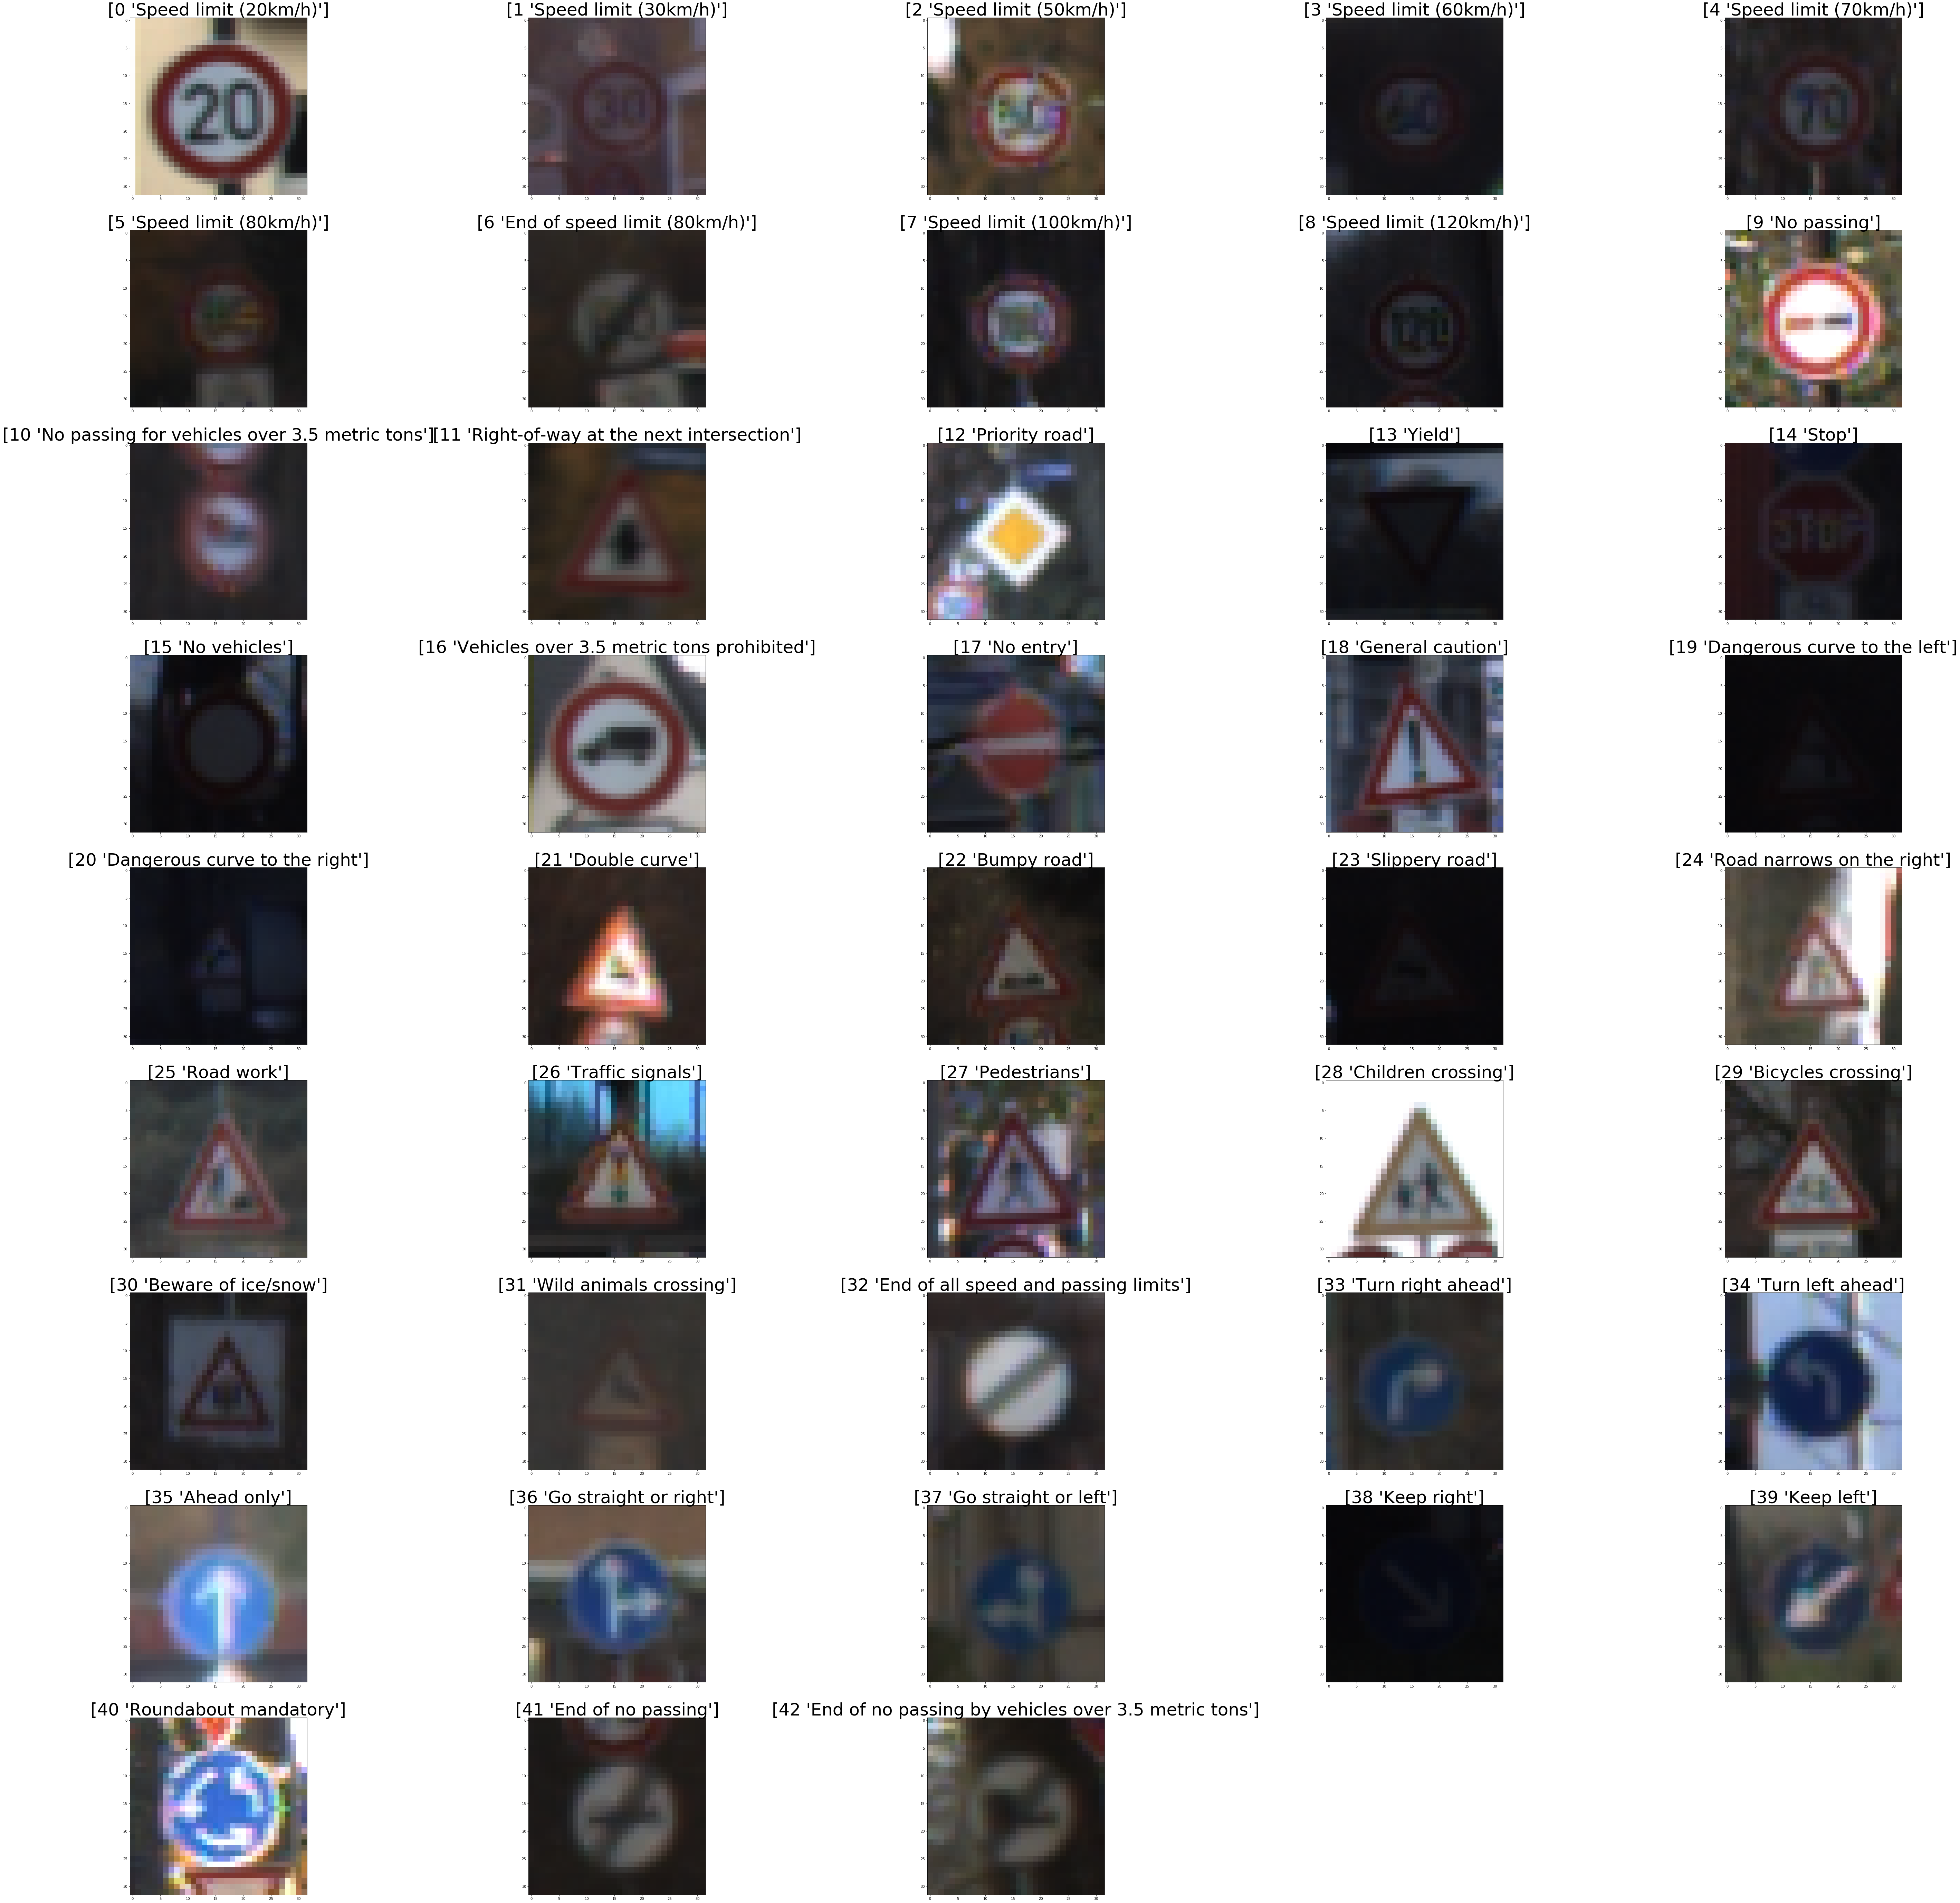 [0 'Speed limit (20km/h)'] [1 'Speed limit (30km/h)'] [2 'Speed limit (50km/h)'] [3 'Speed limit (60km/h)'] [4 'Speed limit (70km/h)']
20 30 70
[5 'Speed limit (80km/h)'] [6 'End of speed limit (80km/h)'] [7 'Speed limit (100km/h)'] [8 'Speed limit (120km/h)'] [9 'No passing']
[10 'No passing for vehicles over 3.5 metric tons'] [11 'Right-of-way at the next intersection'] [12 'Priority road'] [13 'Yield'] [14 'Stop']
STOP
[15 'No vehicles'] [16 'Vehicles over 3.5 metric tons prohibited'] [17 'No entry'] [18 'General caution'] [19 'Dangerous curve to the left']
[20 'Dangerous curve to the right'] [21 'Double curve'] [22 'Bumpy road'] [23 'Slippery road'] [24 'Road narrows on the right']
[25 'Road work'] [26 'Traffic signals'] [27 'Pedestrians'] [28 'Children crossing'] [29 'Bicycles crossing']
[30 'Beware of ice/snow'] [31 'Wild animals crossing'] [32 'End of all speed and passing limits'] [33 'Turn right ahead'] [34 'Turn left ahead']
[35 'Ahead only'] [36 'Go straight or right'] [37 'Go straight or left'] [38 'Keep right'] [39 'Keep left']
[40 'Roundabout mandatory'] [41 'End of no passing'] [42 'End of no passing by vehicles over 3.5 metric tons']